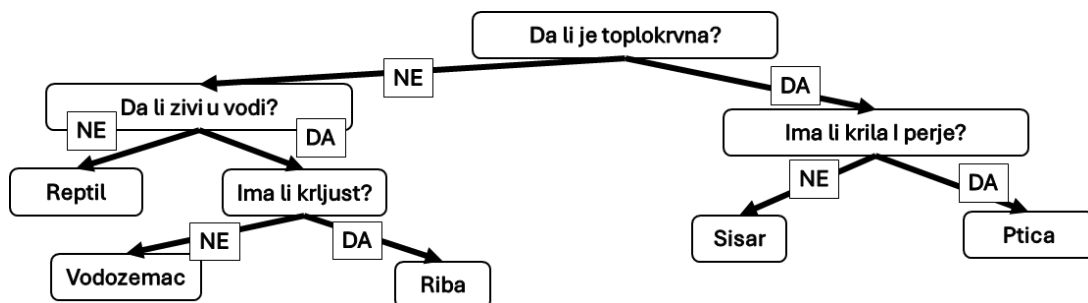 Da li je toplokrvna?
NE
DA
Da li zivi u vodi?
Ima li krila I perje?
NE
DA
NE
DA
Reptil
Ima li krljust?
Sisar
Ptica
NE
DA
Vodozemac
Riba